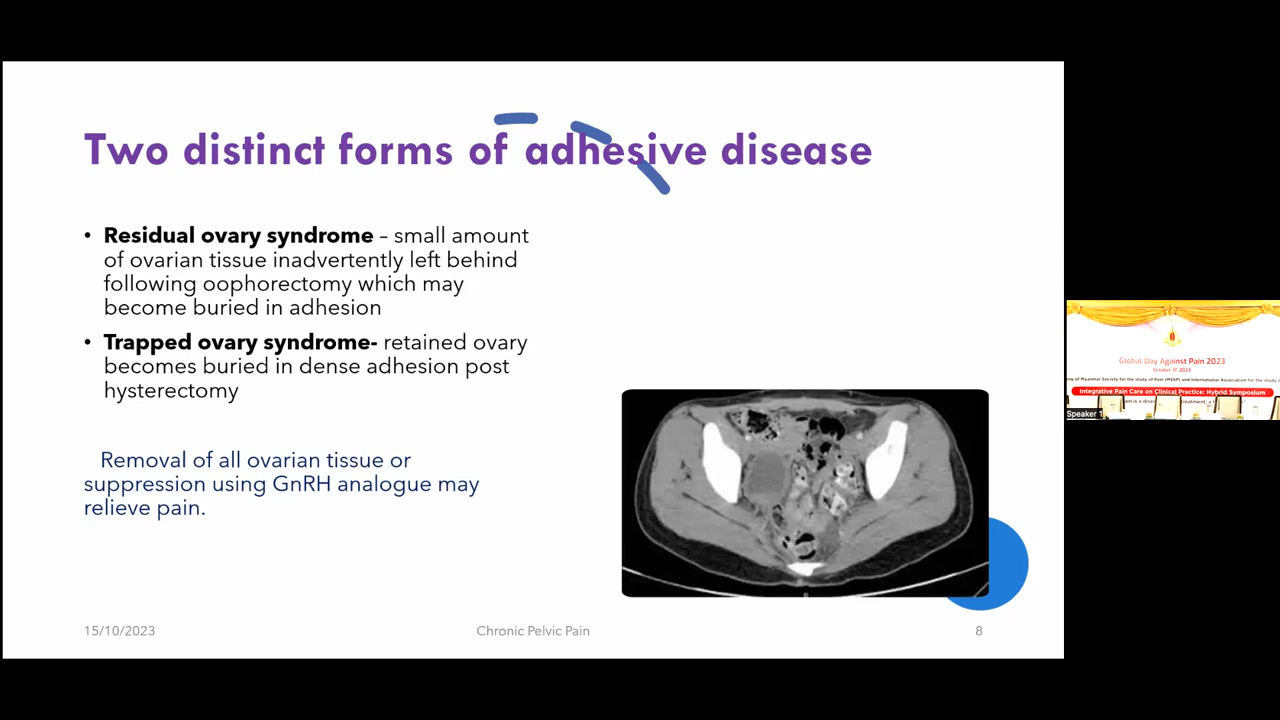 Two distinct forms of adhesive disease
• Residual ovary syndrome – small amount
of ovarian tissue inadvertently left behind
following oophorectomy which may
become buried in adhesion
• Trapped ovary syndrome- retained ovary
becomes buried in dense adhesion post
hysterectomy
Removal of all ovarian tissue or
suppression using GnRH analogue may
relieve pain.
15/10/2023
Chronic Pelvic Pain
8
Global Day Against Pain 2023
October 17, 2023
of Myanmar Society for the study of Pain (MSSP) and International Association for the study
Integrative Pain Care on Clinical Practice: Hybrid Symposium
Speaker 1